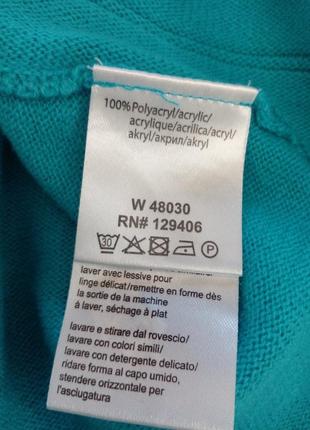 100%Polyacryl/acrylic/
acrylique/acrilica/acryl/
akryl/акрил/akryl
W 48030
RN# 129406
30 P
laver avec lessive pour
linge délicat/remettre en forme dès
la sortie de la machine
à laver, séchage à plat
lavare e stirare dal rovescio/
lavare con colori simili/
lavare con detergente delicato/
ridare forma al capo umido,
stendere orizzontale per
l'asciugatura